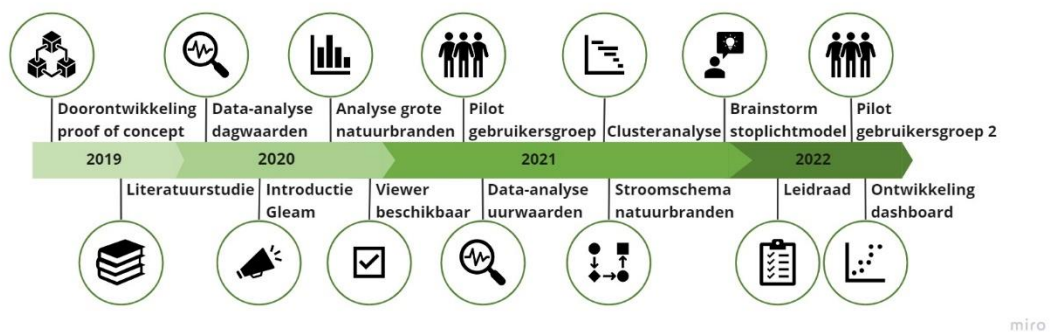 Doorontwikkeling
proof of concept
Data-analyse
dagwaarden
Analyse grote
natuurbranden
Pilot
gebruikersgroep
Clusteranalyse
Brainstorm
stoplichtmodel
Pilot
gebruikersgroep 2
2019
2020
2021
2022
Literatuurstudie
Introductie
Gleam
Viewer
beschikbaar
Data-analyse
uurwaarden
Stroomschema
natuurbranden
Leidraad
Ontwikkeling
dashboard
miro